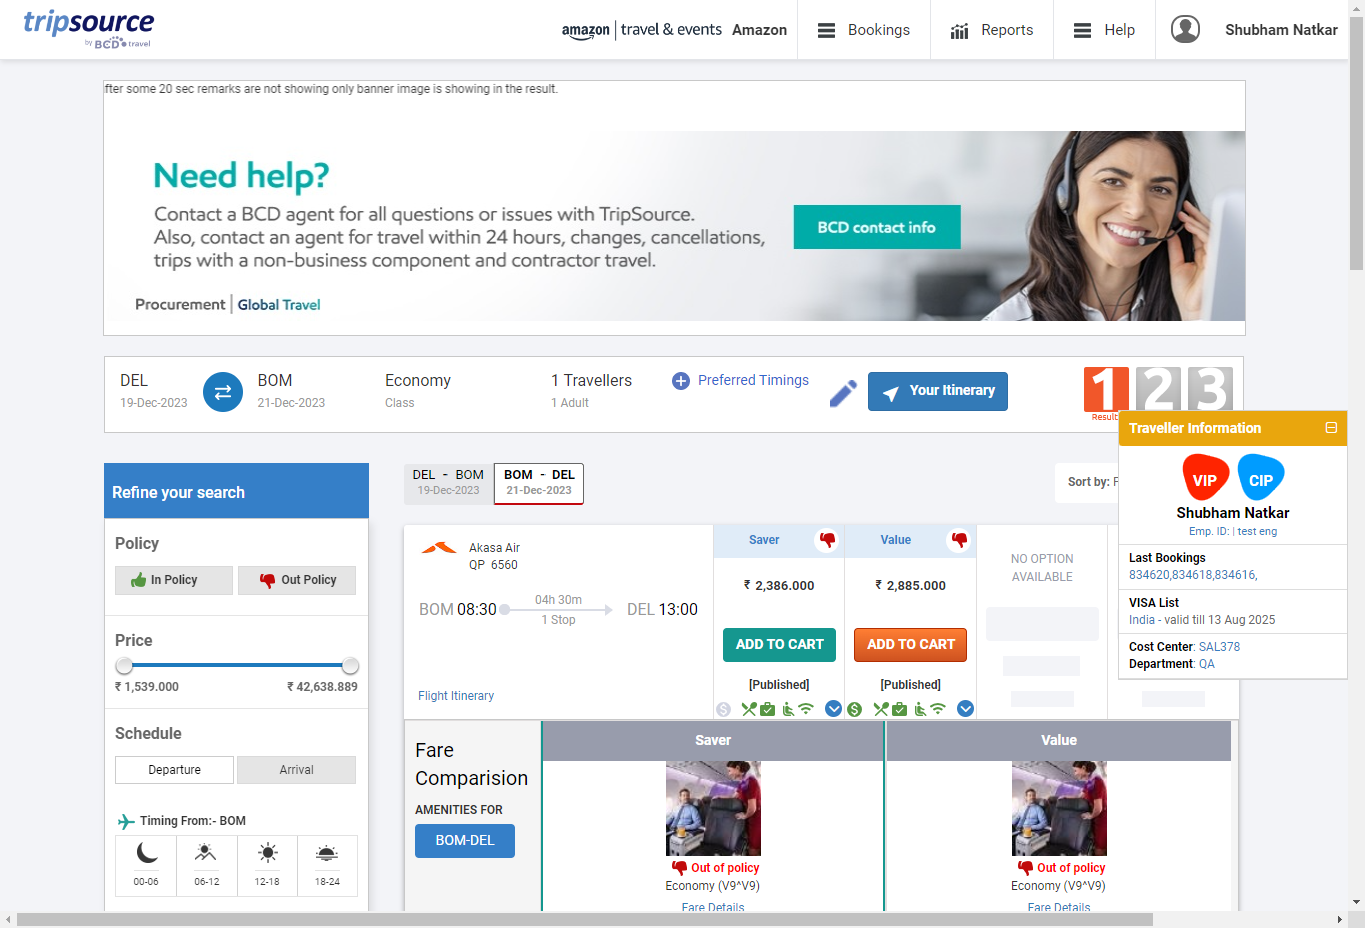 tripsource
by BCD travel
amazon | travel & events Amazon
Bookings
Reports
Help
Shubham Natkar
fter some 20 sec remarks are not showing only banner image is showing in the result.
Need help?
Contact a BCD agent for all questions or issues with TripSource.
Also, contact an agent for travel within 24 hours, changes, cancellations,
trips with a non-business component and contractor travel.
BCD contact info
Procurement | Global Travel
DEL
19-Dec-2023
BOM
21-Dec-2023
Economy
Class
1 Travellers
1 Adult
Preferred Timings
Your Itinerary
1 2 3
Result
Traveller Information
VIP
CIP
Shubham Natkar
Emp. ID: | test eng
Last Bookings
834620,834618,834616,
VISA List
India - valid till 13 Aug 2025
Cost Center: SAL378
Department: QA
Refine your search
Policy
In Policy
Out Policy
Price
₹ 1,539.000
₹ 42,638.889
Schedule
Departure
Arrival
Timing From:- BOM
00-06
06-12
12-18
18-24
DEL - BOM
19-Dec-2023
BOM - DEL
21-Dec-2023
Sort by:
Akasa Air
QP 6560
BOM 08:30
04h 30m
1 Stop
DEL 13:00
Flight Itinerary
Saver
₹ 2,386.000
ADD TO CART
[Published]
Value
₹ 2,885.000
ADD TO CART
[Published]
NO OPTION
AVAILABLE
Fare
Comparision
AMENITIES FOR
BOM-DEL
Saver
Out of policy
Economy (V9^V9)
Fare Details
Value
Out of policy
Economy (V9^V9)
Fare Details